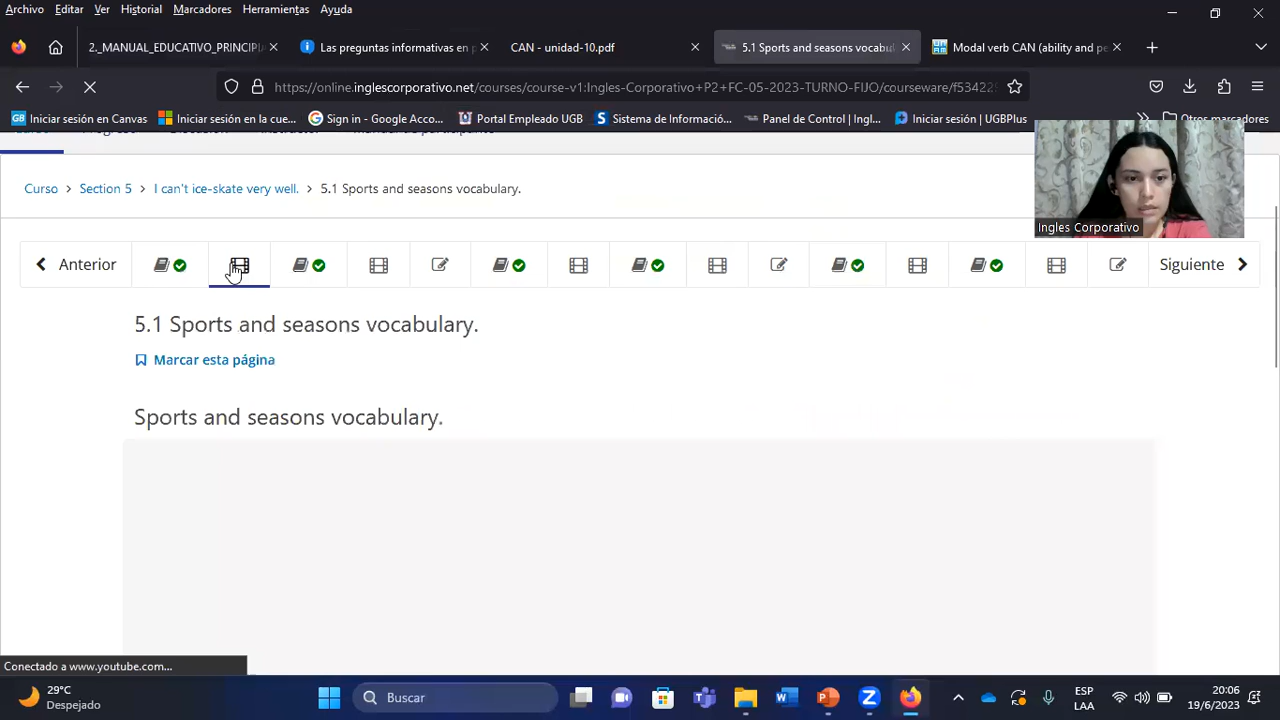 Archivo Editar Ver Historial Marcadores Herramientas Ayuda
2._MANUAL_EDUCATIVO_PRINCIPI Las preguntas informativas en p CAN - unidad-10.pdf 5.1 Sports and seasons vocabul Modal verb CAN (ability and pe
https://online.inglescorporativo.net/courses/course-v1:Ingles-Corporativo+P2+FC-05-2023-TURNO-FIJO/courseware/f534225
Iniciar sesión en Canvas Iniciar sesión en la cue... Sign in - Google Acco... Portal Empleado UGB Sistema de Informació... Panel de Control | Ingl... Iniciar sesión | UGBPlus Otros marcadores
Curso > Section 5 > I can't ice-skate very well. > 5.1 Sports and seasons vocabulary.
Ingles Corporativo
Anterior Siguiente
5.1 Sports and seasons vocabulary.
Marcar esta página
Sports and seasons vocabulary.
Conectado a www.youtube.com...
29°C
Despejado
Buscar
ESP
LAA
20:06
19/6/2023